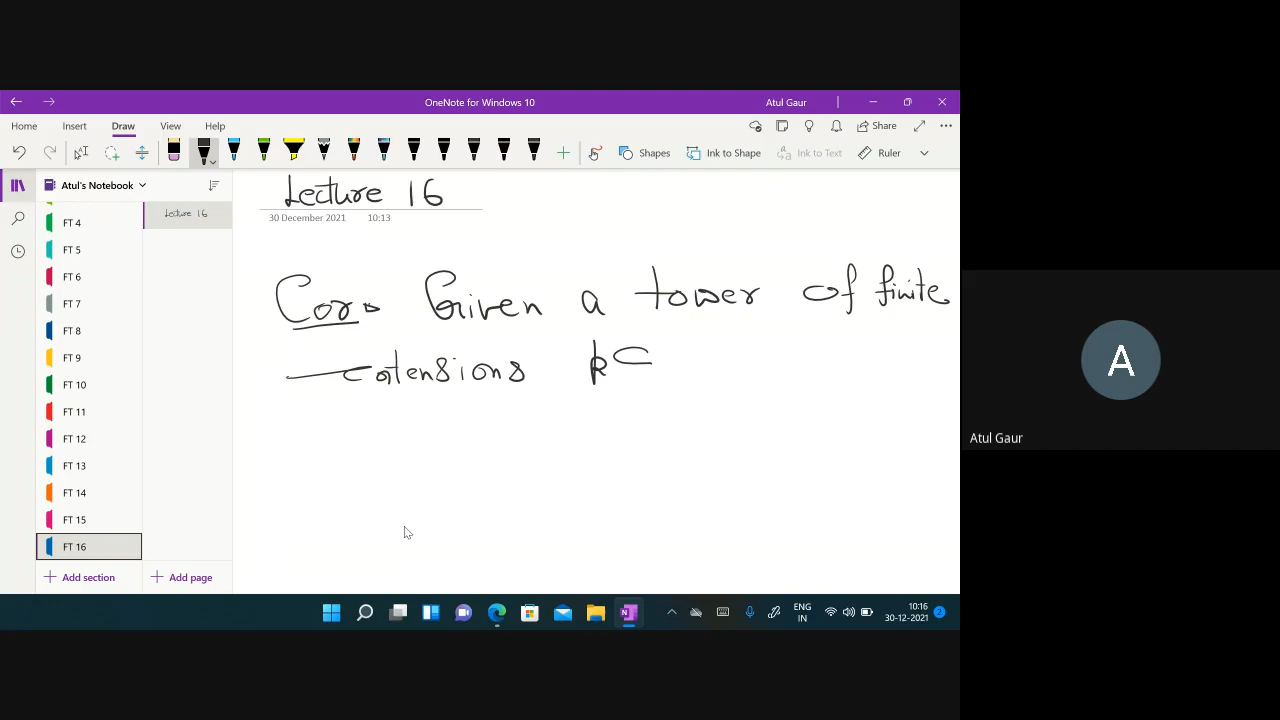 OneNote for Windows 10
Atul Gaur
Home Insert Draw View Help
Share
Shapes
Ink to Shape
Ink to Text
Ruler
Atul's Notebook
FT 4
FT 5
FT 6
FT 7
FT 8
FT 9
FT 10
FT 11
FT 12
FT 13
FT 14
FT 15
FT 16
Add section
Lecture 16
Add page
Lecture 16
30 December 2021 10:13
Cor. Given a tower of finite
extensions k ⊂
Atul Gaur
A
ENG
IN
10:16
30-12-2021
2